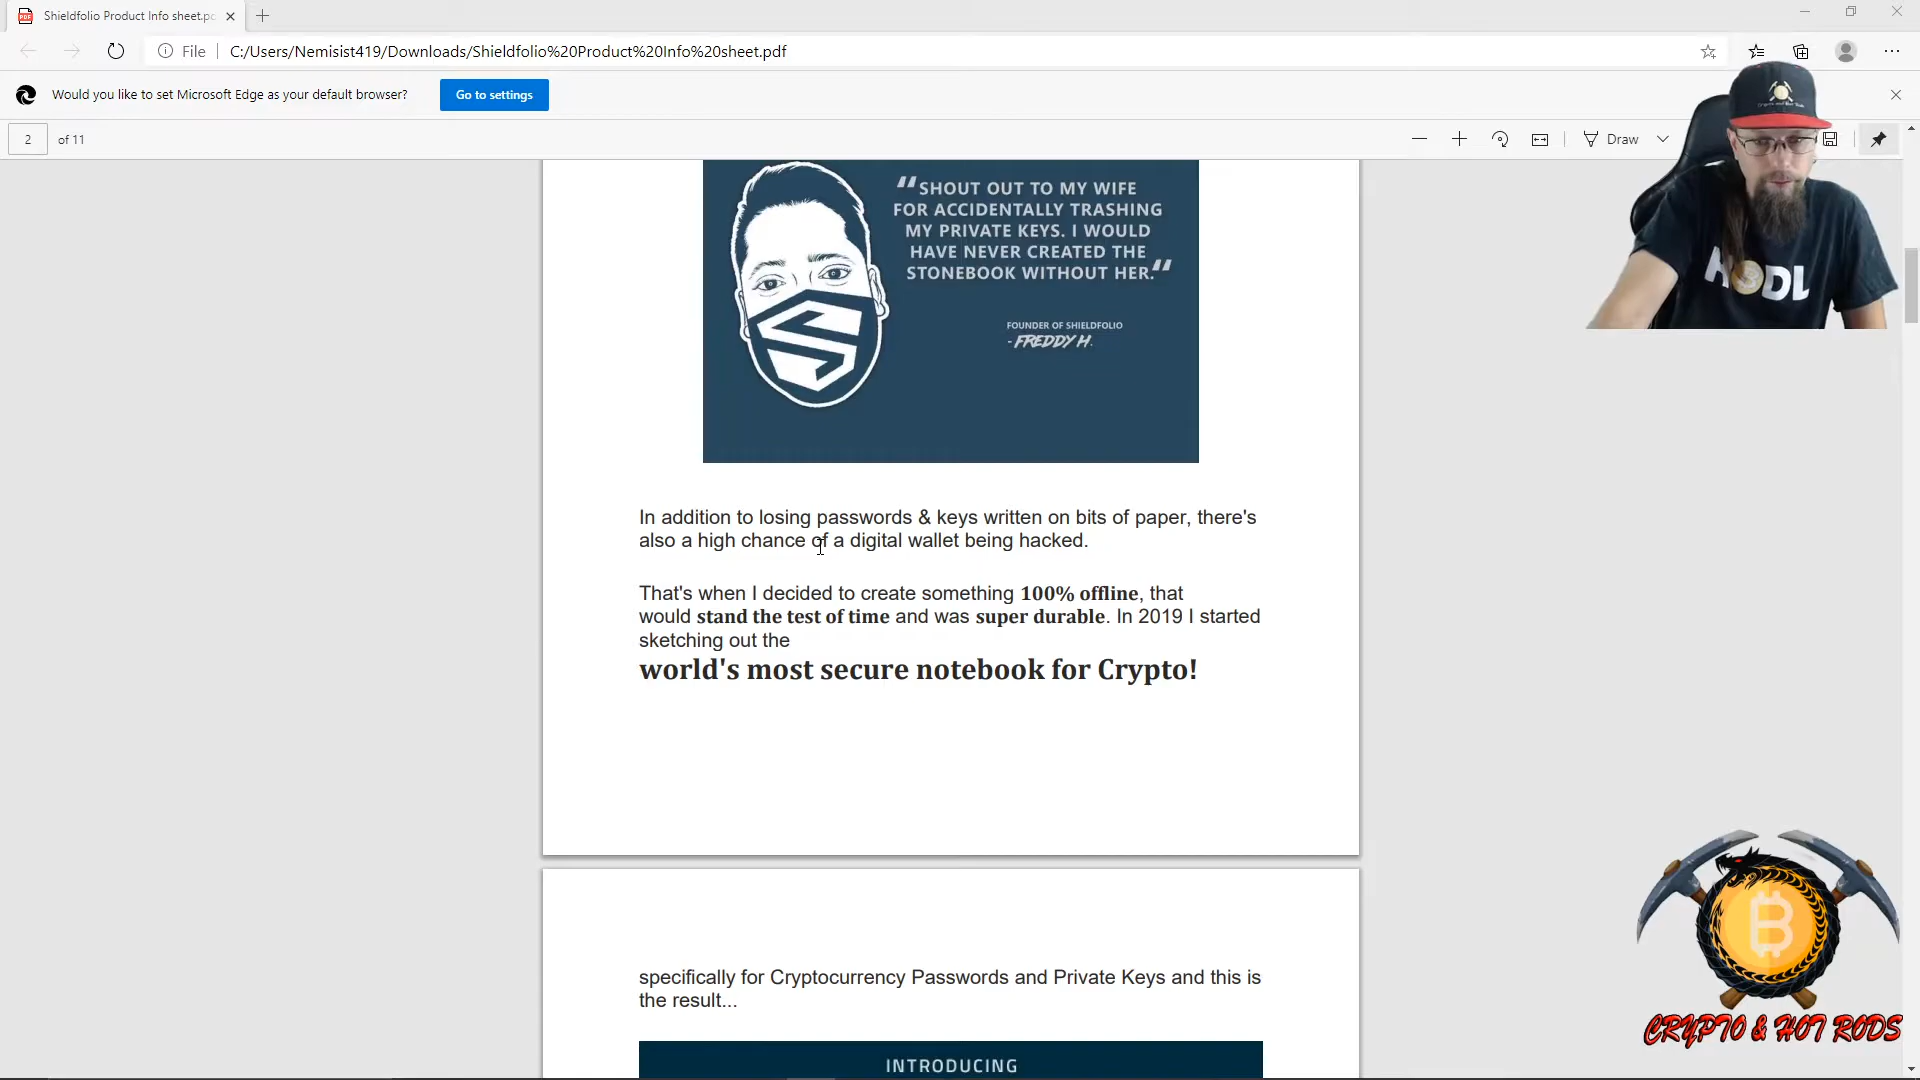 Shieldfolio Product Info sheet.pc
File
C:/Users/Nemisist419/Downloads/Shieldfolio%20Product%20Info%20sheet.pdf
Would you like to set Microsoft Edge as your default browser?
Go to settings
2 of 11
Draw
“SHOUT OUT TO MY WIFE
FOR ACCIDENTALLY TRASHING
MY PRIVATE KEYS. I WOULD
HAVE NEVER CREATED THE
STONEBOOK WITHOUT HER.“
FOUNDER OF SHIELDFOLIO
- FREDDY H.
HODL
In addition to losing passwords & keys written on bits of paper, there's
also a high chance of a digital wallet being hacked.
That's when I decided to create something 100% offline, that
would stand the test of time and was super durable. In 2019 I started
sketching out the
world's most secure notebook for Crypto!
specifically for Cryptocurrency Passwords and Private Keys and this is
the result...
INTRODUCING
CRYPTO & HOT RODS